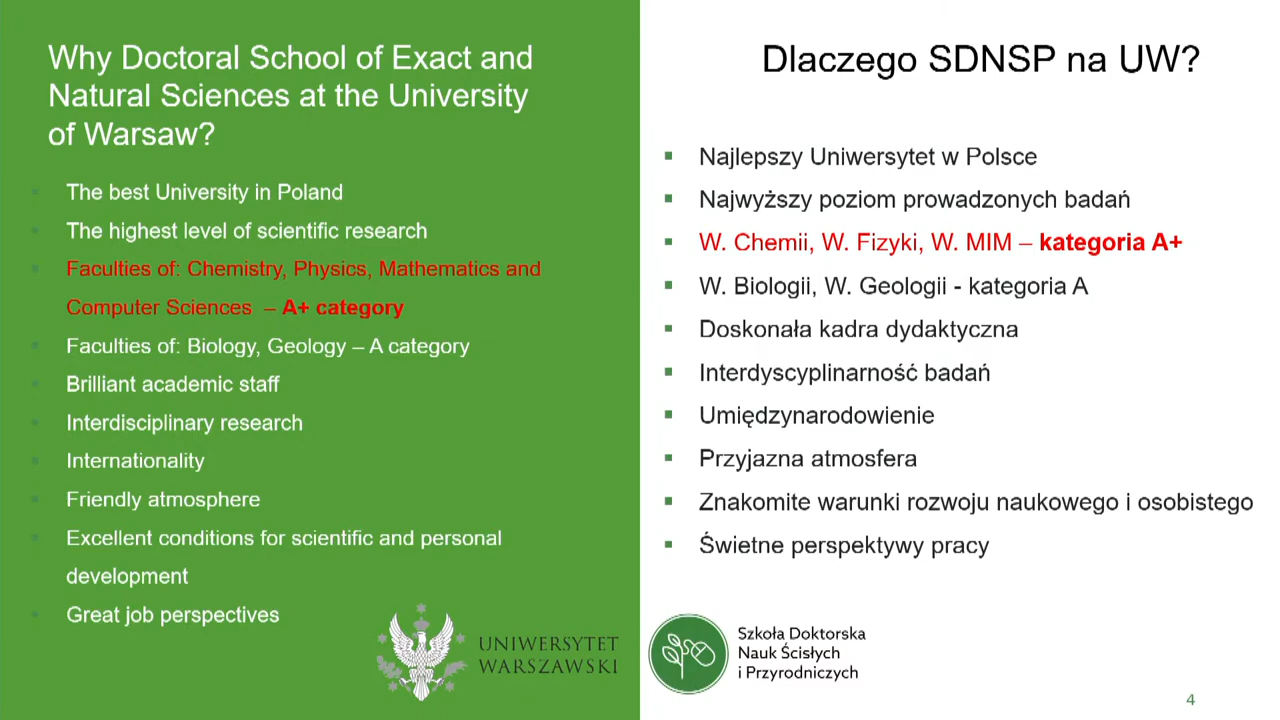 Why Doctoral School of Exact and
Natural Sciences at the University
of Warsaw?
The best University in Poland
The highest level of scientific research
Faculties of: Chemistry, Physics, Mathematics and
Computer Sciences – A+ category
Faculties of: Biology, Geology – A category
Brilliant academic staff
Interdisciplinary research
Internationality
Friendly atmosphere
Excellent conditions for scientific and personal
development
Great job perspectives
UNIWERSYTET
WARSZAWSKI
Dlaczego SDNSP na UW?
Najlepszy Uniwersytet w Polsce
Najwyższy poziom prowadzonych badań
W. Chemii, W. Fizyki, W. MIM – kategoria A+
W. Biologii, W. Geologii - kategoria A
Doskonała kadra dydaktyczna
Interdyscyplinarność badań
Umiędzynarodowienie
Przyjazna atmosfera
Znakomite warunki rozwoju naukowego i osobistego
Świetne perspektywy pracy
Szkoła Doktorska
Nauk Ścisłych
i Przyrodniczych
4